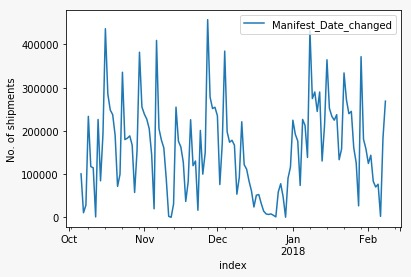 Manifest_Date_changed
No. of shipments
400000
300000
200000
100000
0
Oct Nov Dec Jan Feb
2018
index